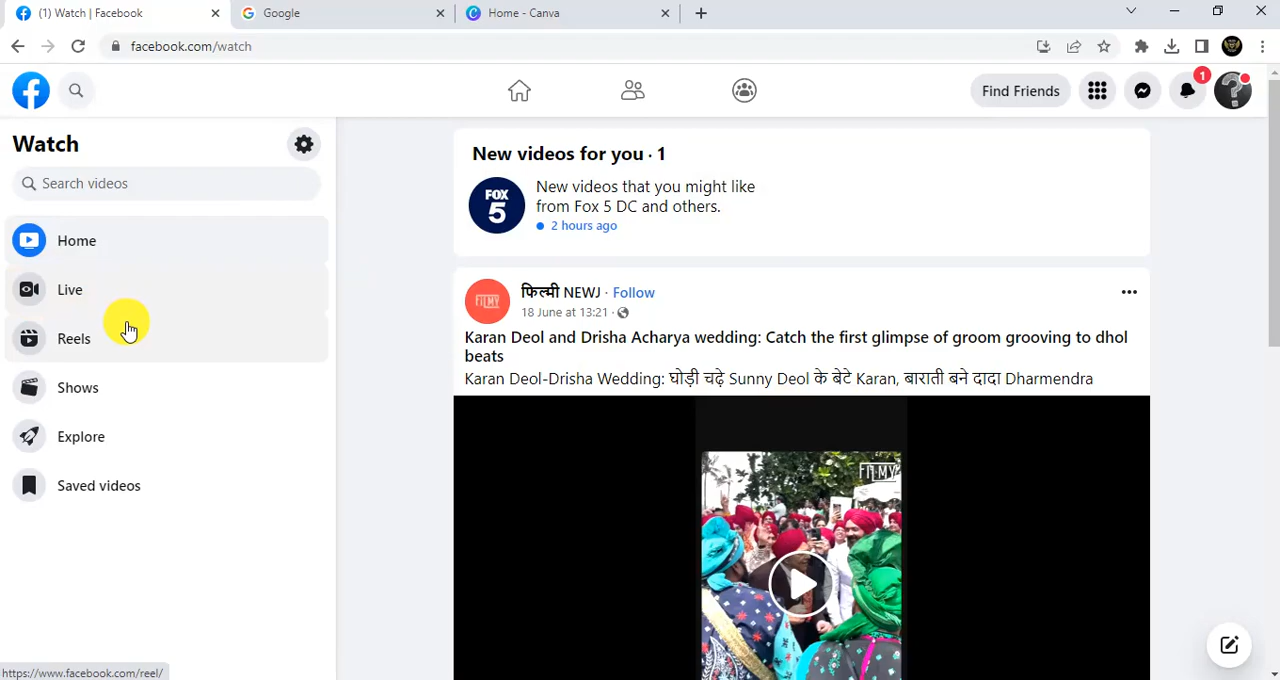 (1) Watch | Facebook
Google
Home - Canva
facebook.com/watch
Find Friends
1
Watch
Search videos
Home
Live
Reels
Shows
Explore
Saved videos
New videos for you · 1
FOX 5
New videos that you might like
from Fox 5 DC and others.
2 hours ago
FILMY
फिल्मी NEWJ · Follow
18 June at 13:21 ·
Karan Deol and Drisha Acharya wedding: Catch the first glimpse of groom grooving to dhol
beats
Karan Deol-Drisha Wedding: घोड़ी चढ़े Sunny Deol के बेटे Karan, बाराती बने दादा Dharmendra
FILMY
https://www.facebook.com/reel/